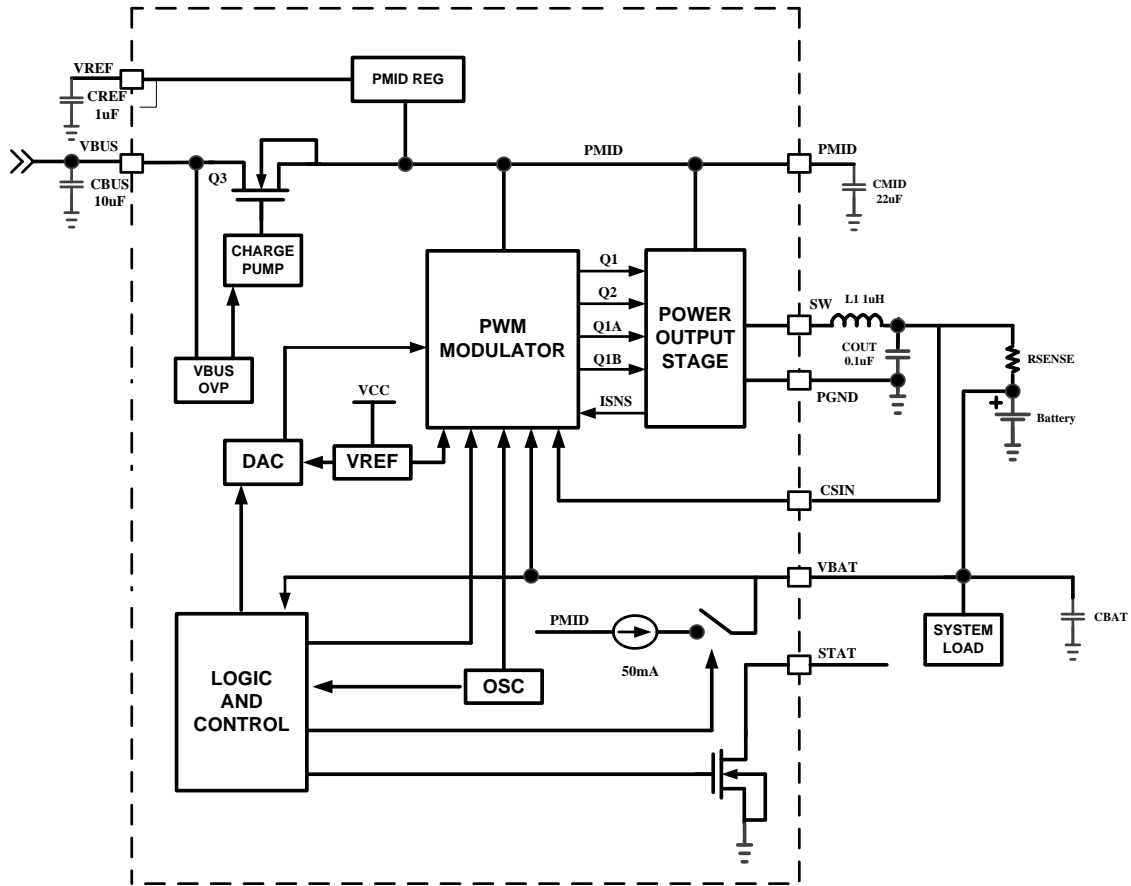 VREF
CREF
1uF
PMID REG
VBUS
CBUS
10uF
Q3
PMID
PMID
CMID
22uF
CHARGE
PUMP
PWM
MODULATOR
Q1
Q2
Q1A
Q1B
ISNS
POWER
OUTPUT
STAGE
SW
L1 1uH
COUT
0.1uF
RSENSE
PGND
+
Battery
VBUS
OVP
VCC
DAC
VREF
CSIN
VBAT
PMID
50mA
SYSTEM
LOAD
CBAT
STAT
LOGIC
AND
CONTROL
OSC